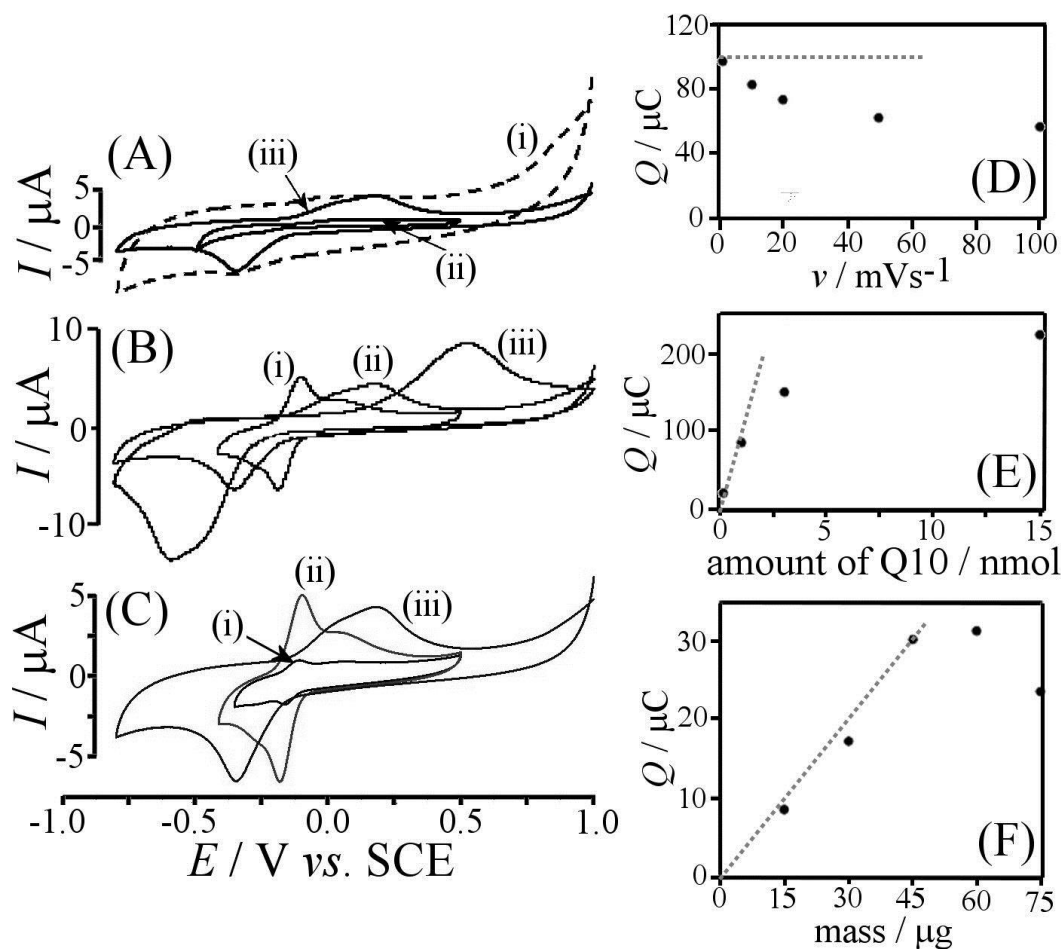 (A)
(i)
(iii)
(ii)
I / μA
5
0
-5
(B)
(i)
(ii)
(iii)
I / μA
10
0
-10
(C)
(i)
(ii)
(iii)
I / μA
5
0
-5
-1.0 -0.5 0.0 0.5 1.0
E / V vs. SCE
(D)
Q / μC
120
80
40
0
0 20 40 60 80 100
v / mVs-1
(E)
Q / μC
200
100
0
0 5 10 15
amount of Q10 / nmol
(F)
Q / μC
30
20
10
0
0 15 30 45 60 75
mass / μg